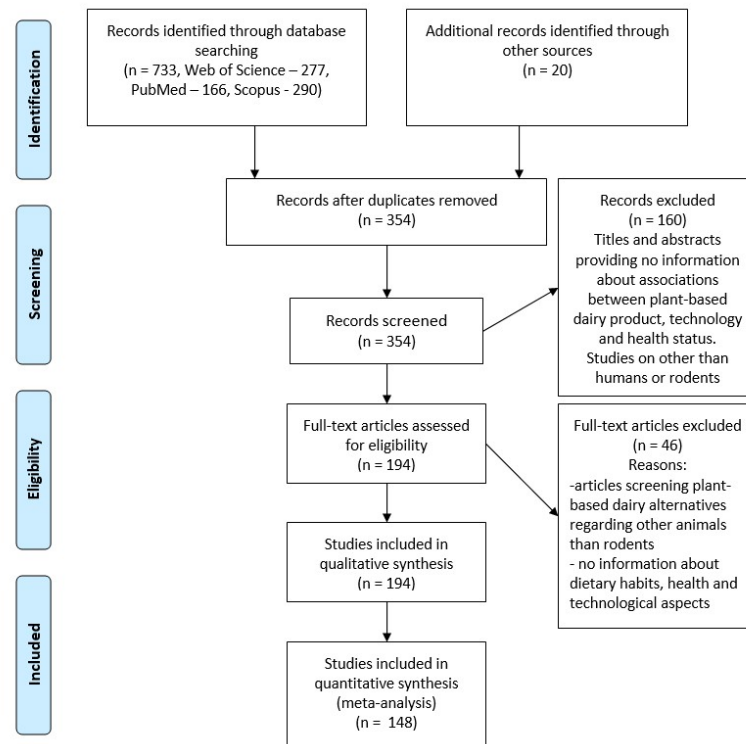 Identification
Records identified through database
searching
(n = 733, Web of Science – 277,
PubMed – 166, Scopus - 290)
Additional records identified through
other sources
(n = 20)
Records after duplicates removed
(n = 354)
Screening
Records screened
(n = 354)
Records excluded
(n = 160)
Titles and abstracts
providing no information
about associations
between plant-based
dairy product, technology
and health status.
Studies on other than
humans or rodents
Eligibility
Full-text articles assessed
for eligibility
(n = 194)
Full-text articles excluded
(n = 46)
Reasons:
-articles screening plant-
based dairy alternatives
regarding other animals
than rodents
- no information about
dietary habits, health and
technological aspects
Studies included in
qualitative synthesis
(n = 194)
Included
Studies included in
quantitative synthesis
(meta-analysis)
(n = 148)